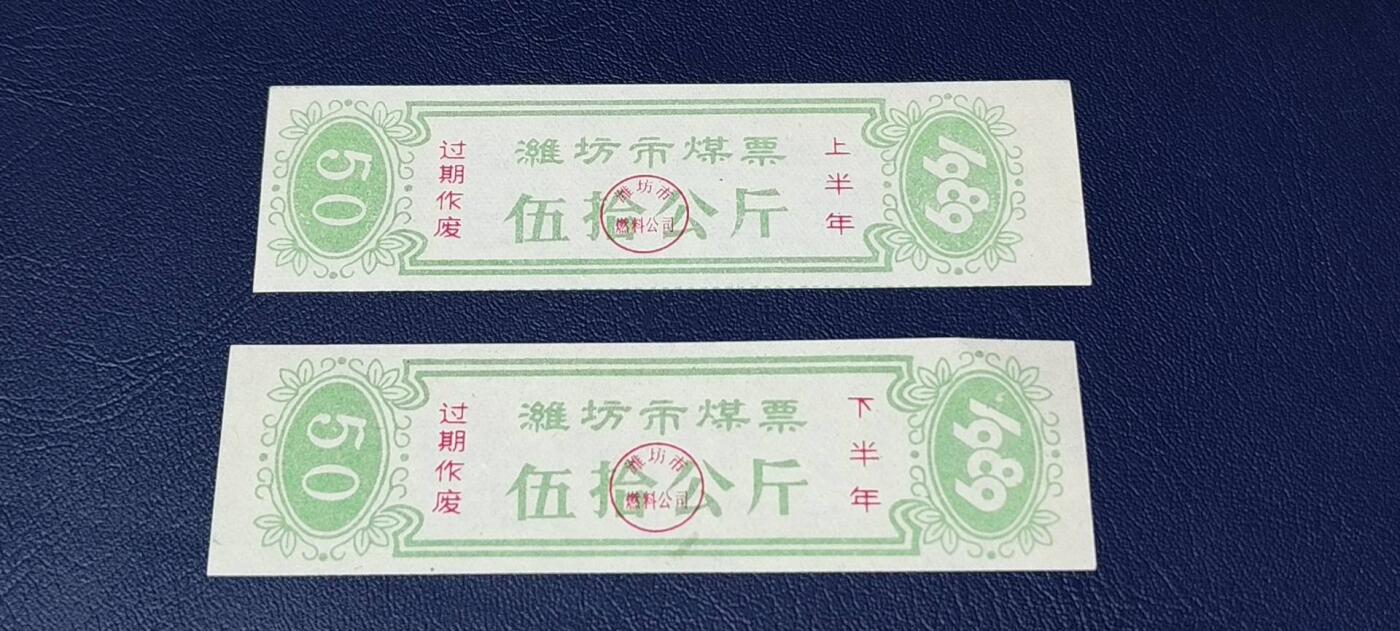 50
过期作废
潍坊市煤票
伍拾公斤
潍坊市
燃料公司
上半年
1989
50
过期作废
潍坊市煤票
伍拾公斤
潍坊市
燃料公司
下半年
1989